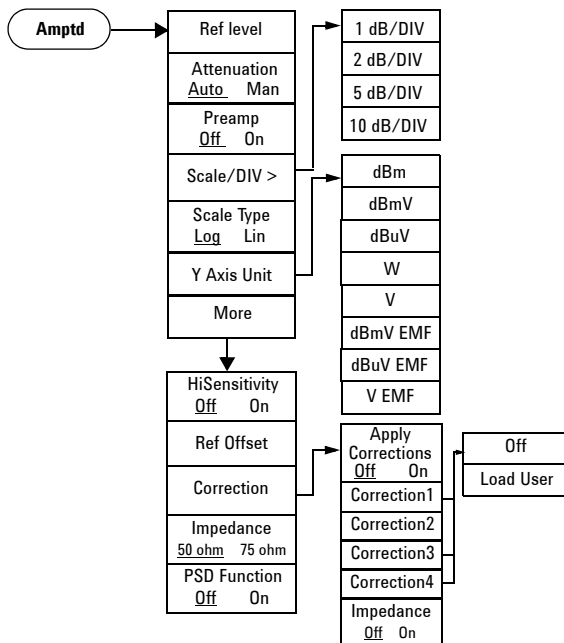 Amptd
Ref level
Attenuation
Auto Man
Preamp
Off On
Scale/DIV >
Scale Type
Log Lin
Y Axis Unit
More
1 dB/DIV
2 dB/DIV
5 dB/DIV
10 dB/DIV
dBm
dBmV
dBuV
W
V
dBmV EMF
dBuV EMF
V EMF
HiSensitivity
Off On
Ref Offset
Correction
Impedance
50 ohm 75 ohm
PSD Function
Off On
Apply
Corrections
Off On
Correction1
Correction2
Correction3
Correction4
Impedance
Off On
Off
Load User